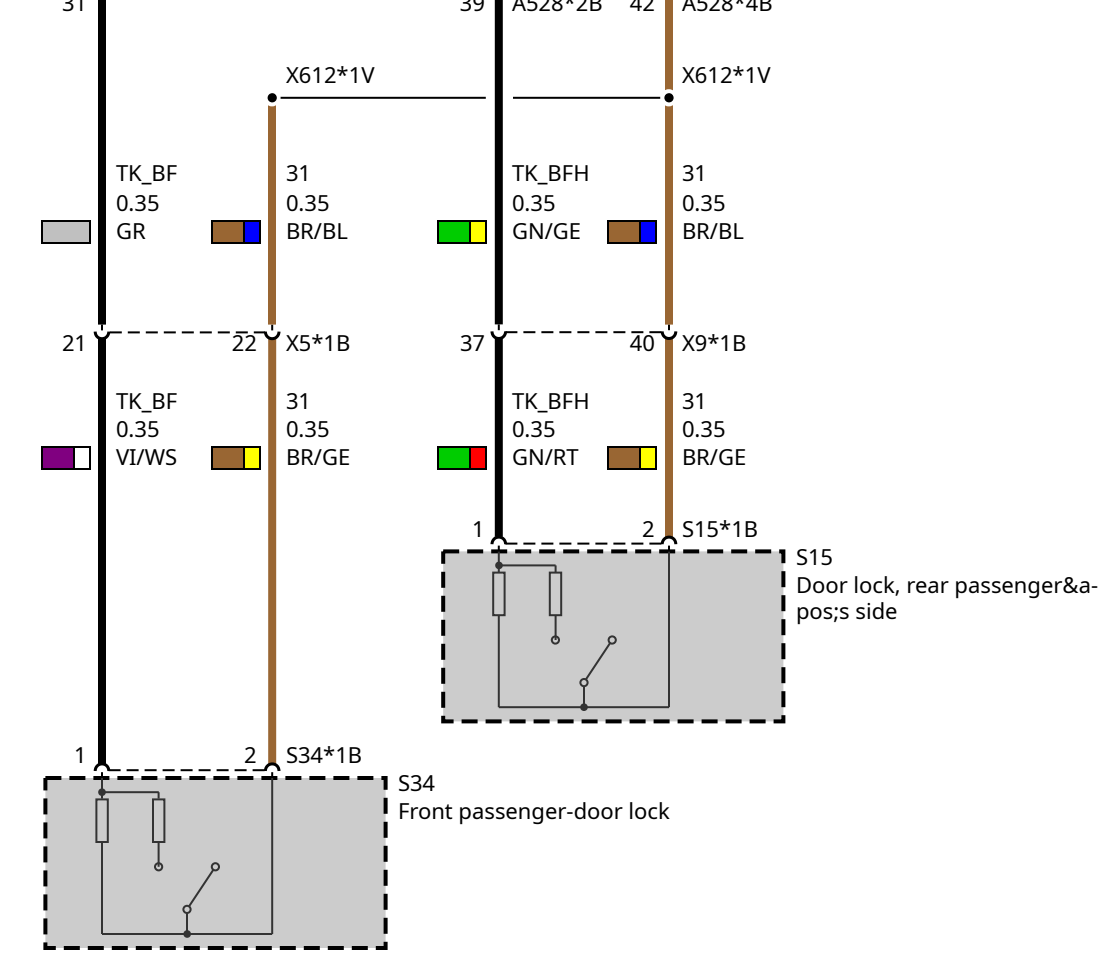 31
39
A528*2B
42
A528*4B
X612*1V
X612*1V
TK_BF
0.35
GR
31
0.35
BR/BL
TK_BFH
0.35
GN/GE
31
0.35
BR/BL
21
22
X5*1B
37
40
X9*1B
TK_BF
0.35
VI/WS
31
0.35
BR/GE
TK_BFH
0.35
GN/RT
31
0.35
BR/GE
1
2
S15*1B
S15
Door lock, rear passenger&a-
pos;s side
1
2
S34*1B
S34
Front passenger-door lock